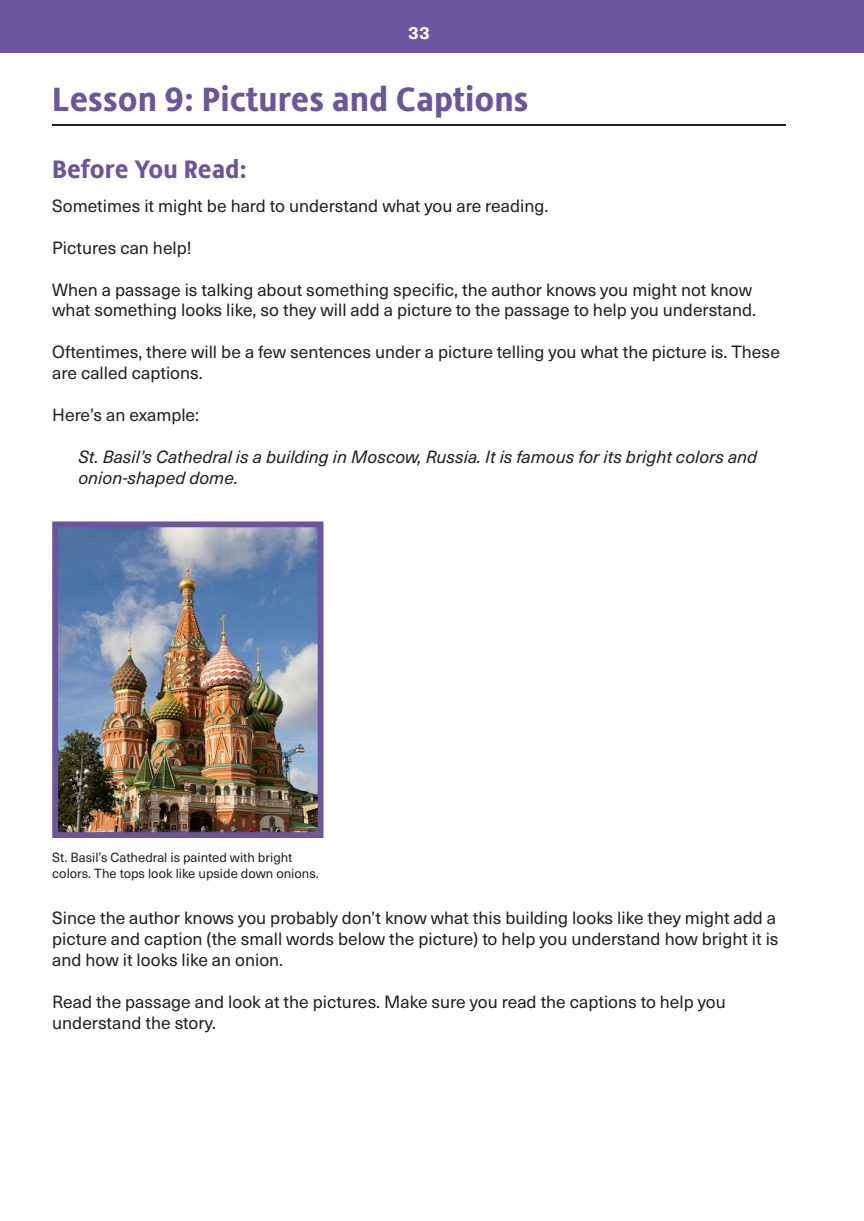 33
Lesson 9: Pictures and Captions
Before You Read:
Sometimes it might be hard to understand what you are reading.
Pictures can help!
When a passage is talking about something specific, the author knows you might not know
what something looks like, so they will add a picture to the passage to help you understand.
Oftentimes, there will be a few sentences under a picture telling you what the picture is. These
are called captions.
Here’s an example:
St. Basil’s Cathedral is a building in Moscow, Russia. It is famous for its bright colors and
onion-shaped dome.
St. Basil’s Cathedral is painted with bright
colors. The tops look like upside down onions.
Since the author knows you probably don’t know what this building looks like they might add a
picture and caption (the small words below the picture) to help you understand how bright it is
and how it looks like an onion.
Read the passage and look at the pictures. Make sure you read the captions to help you
understand the story.